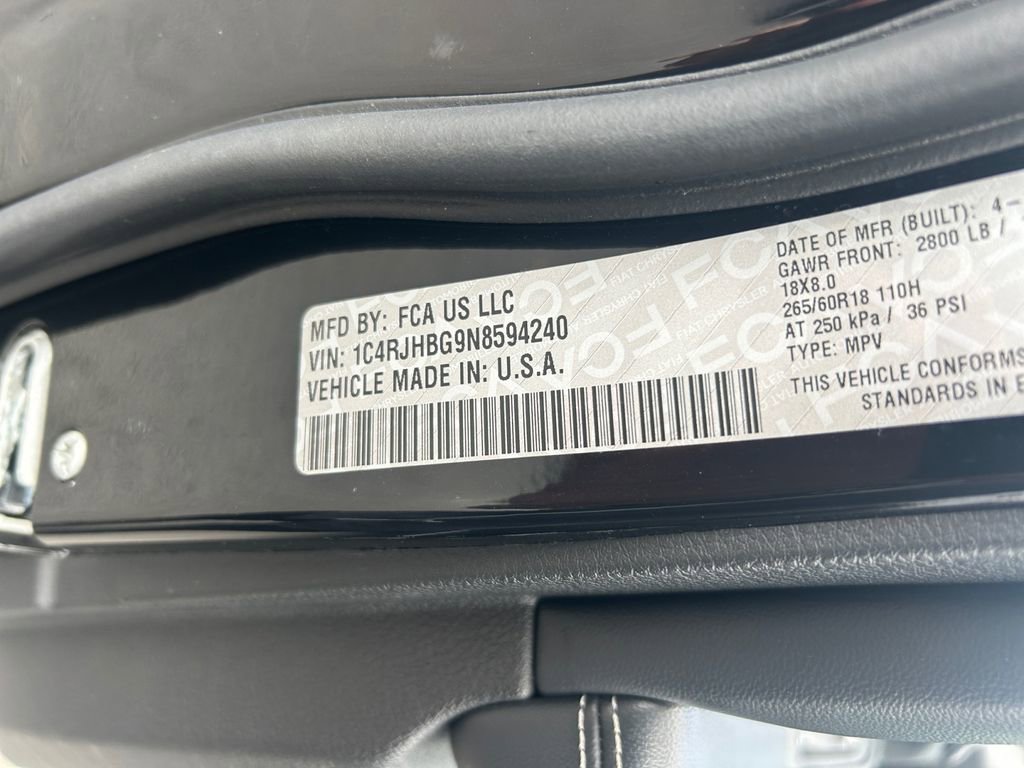 MFD BY: FCA US LLC
VIN: 1C4RJHBG9N8594240
VEHICLE MADE IN: U.S.A.
DATE OF MFR (BUILT): 4-
GAWR FRONT: 2800 LB /
18X8.0
265/60R18 110H
AT 250 kPa / 36 PSI
TYPE: MPV
THIS VEHICLE CONFORMS
STANDARDS IN E